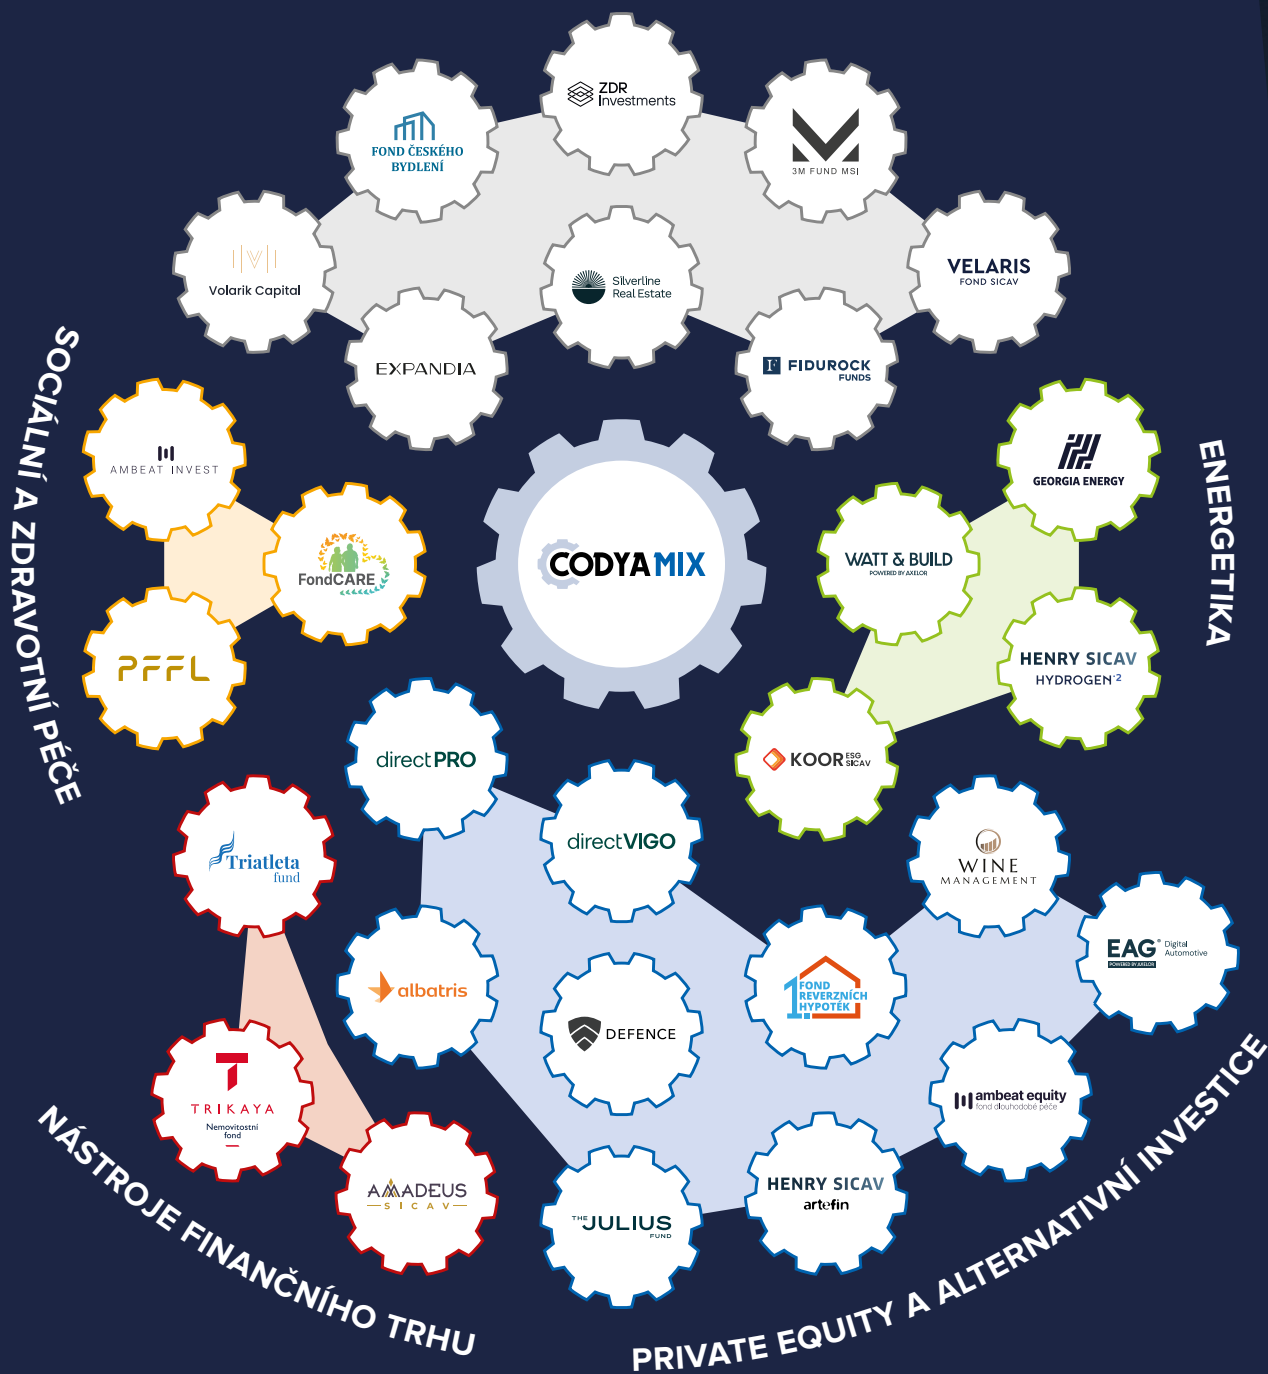 ZDR
Investments
FOND ČESKÉHO
BYDLENÍ
3M FUND MSI
Volarik Capital
Silverline
Real Estate
VELARIS
FOND SICAV
EXPANDIA
FIDUROCK
FUNDS
SOCIÁLNÍ A ZDRAVOTNÍ PÉČE
AMBEAT INVEST
FondCARE
PFFL
CODYAMIX
GEORGIA ENERGY
WATT & BUILD
POWERED BY AXELOR
HENRY SICAV
HYDROGEN-2
KOOR ESG
SICAV
ENERGETIKA
directPRO
directVIGO
Triatleta
fund
WINE
MANAGEMENT
EAG® Digital
Automotive
POWERED BY AXELOR
albatris
DEFENCE
1. FOND
REVERZNÍCH
HYPOTÉK
TRIKAYA
Nemovitostní
fond
ambeat equity
fond dlouhodobé péče
AMADEUS
SICAV
THE JULIUS
FUND
HENRY SICAV
artefin
NÁSTROJE FINANČNÍHO TRHU
PRIVATE EQUITY A ALTERNATIVNÍ INVESTICE